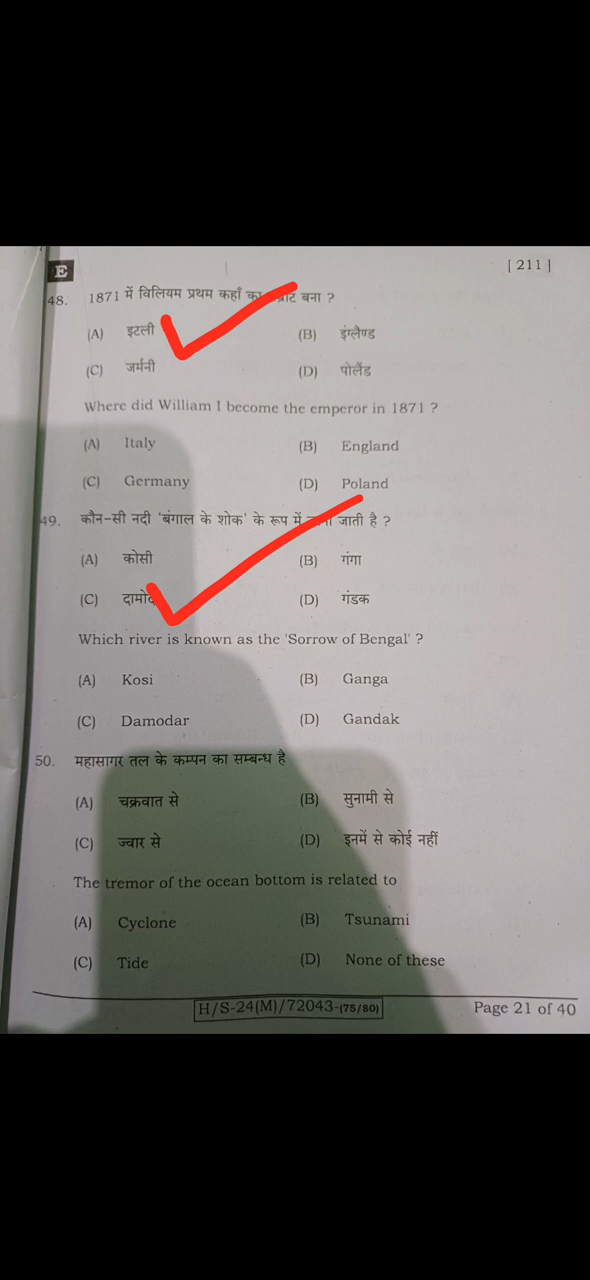 E
[ 211 ]
48. 1871 में विलियम प्रथम कहाँ का बना ?
(A) इटली (B) इंग्लैण्ड
(C) जर्मनी (D) पोलैंड
Where did William I become the emperor in 1871 ?
(A) Italy (B) England
(C) Germany (D) Poland
49. कौन-सी नदी 'बंगाल के शोक' के रूप में जाती है ?
(A) कोसी (B) गंगा
(C) (D) गंडक
Which river is known as the 'Sorrow of Bengal' ?
(A) Kosi (B) Ganga
(C) Damodar (D) Gandak
50. महासागर तल के कम्पन का सम्बन्ध है
(A) चक्रवात से (B) सुनामी से
(C) ज्वार से (D) इनमें से कोई नहीं
The tremor of the ocean bottom is related to
(A) Cyclone (B) Tsunami
(C) Tide (D) None of these
H/S-24(M)/72043-(75/80) Page 21 of 40